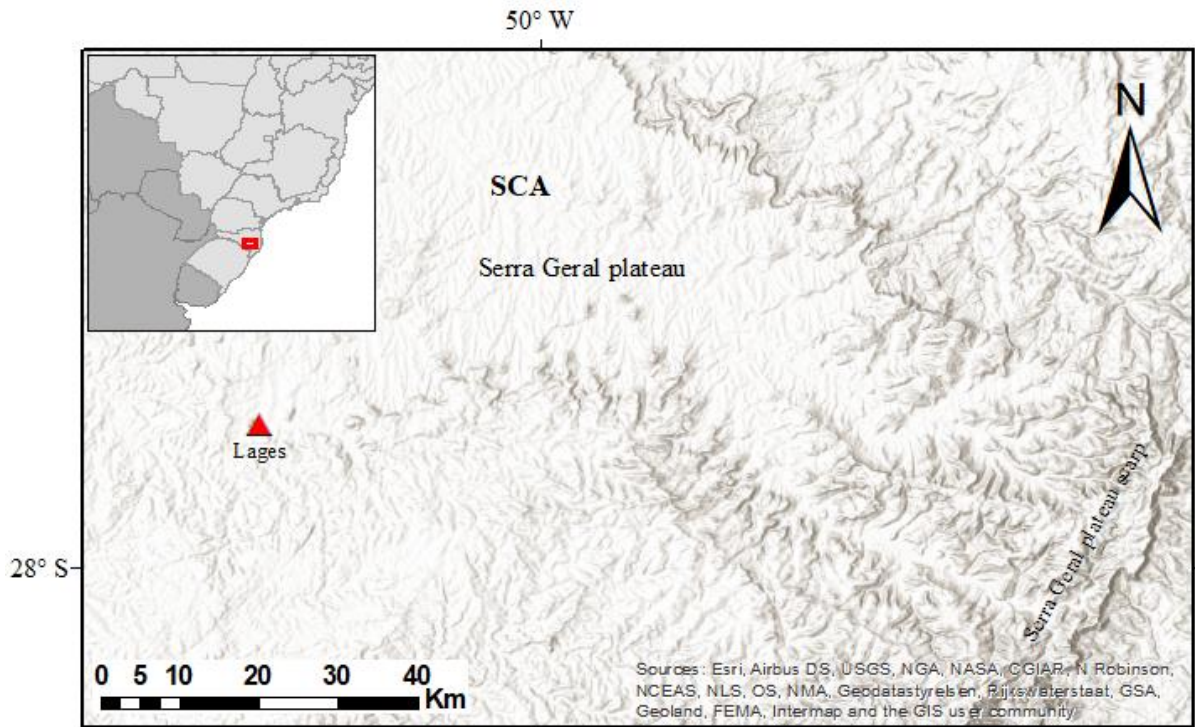 50° W
N
SCA
Serra Geral plateau
Lages
Serra Geral plateau scarp
28° S
0 5 10 20 30 40
Km
Sources: Esri, Airbus DS, USGS, NGA, NASA, CGIAR, N Robinson,
NCEAS, NLS, OS, NMA, Geodatastyrelsen, Rijkswaterstaat, GSA,
Geoland, FEMA, Intermap and the GIS user community